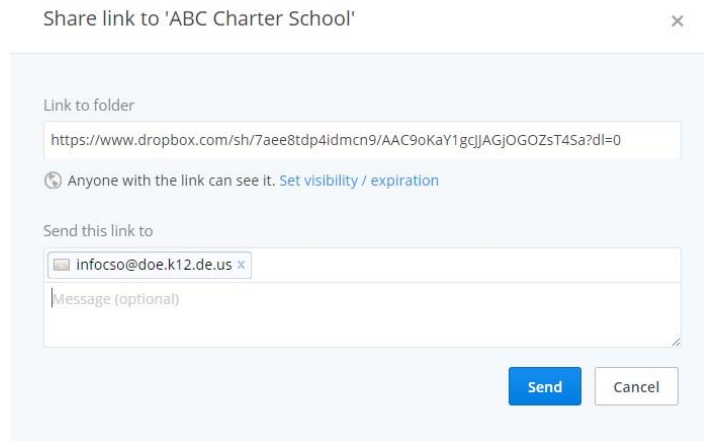 Share link to 'ABC Charter School'
Link to folder
https://www.dropbox.com/sh/7aee8tdp4idmcn9/AAC9oKaY1gcJJAGjOGOZsT4Sa?dl=0
Anyone with the link can see it. Set visibility / expiration
Send this link to
infocso@doe.k12.de.us x
Message (optional)
Send Cancel